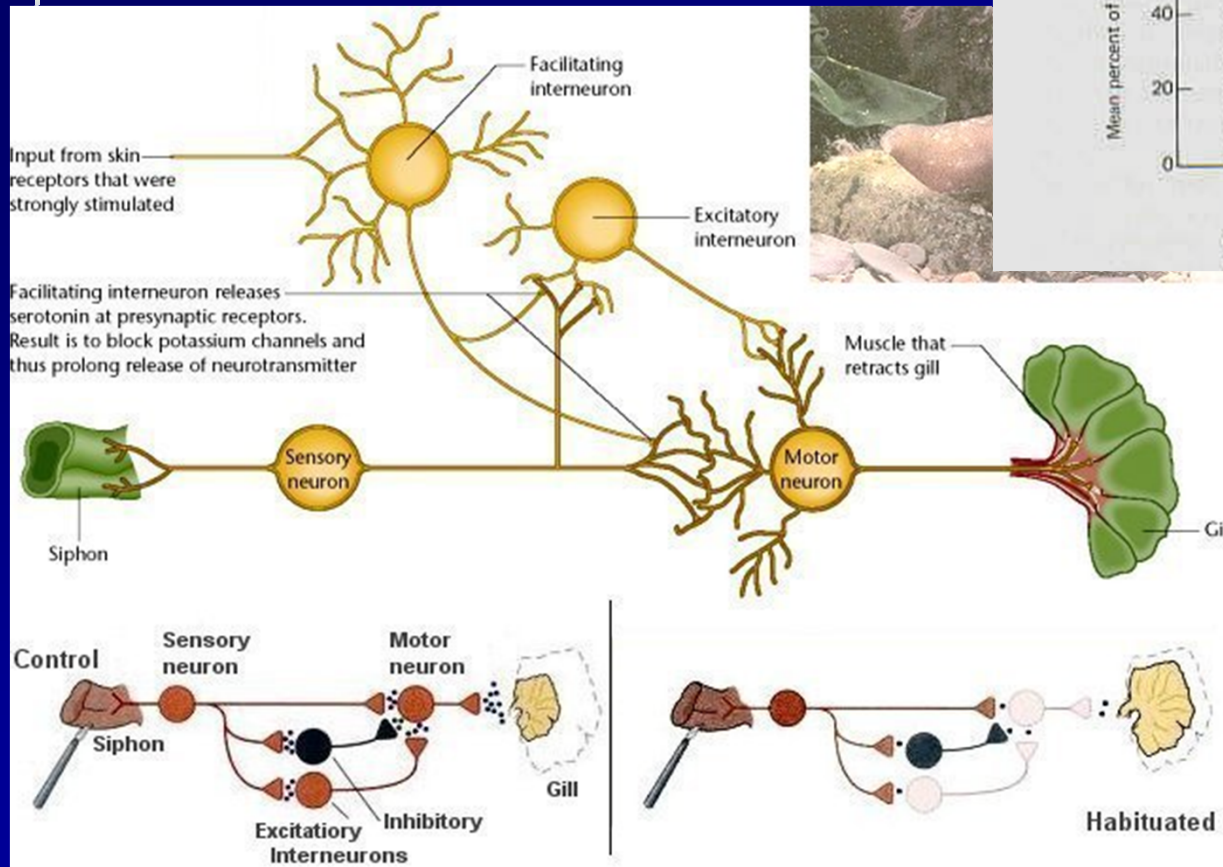 Mean percent of
40
20
0
Facilitating
interneuron
Input from skin
receptors that were
strongly stimulated
Excitatory
interneuron
Facilitating interneuron releases
serotonin at presynaptic receptors.
Result is to block potassium channels and
thus prolong release of neurotransmitter
Muscle that
retracts gill
Sensory
neuron
Motor
neuron
Siphon
Gi
Control
Sensory
neuron
Motor
neuron
Siphon
Gill
Inhibitory
Excitatiory
Interneurons
Habituated